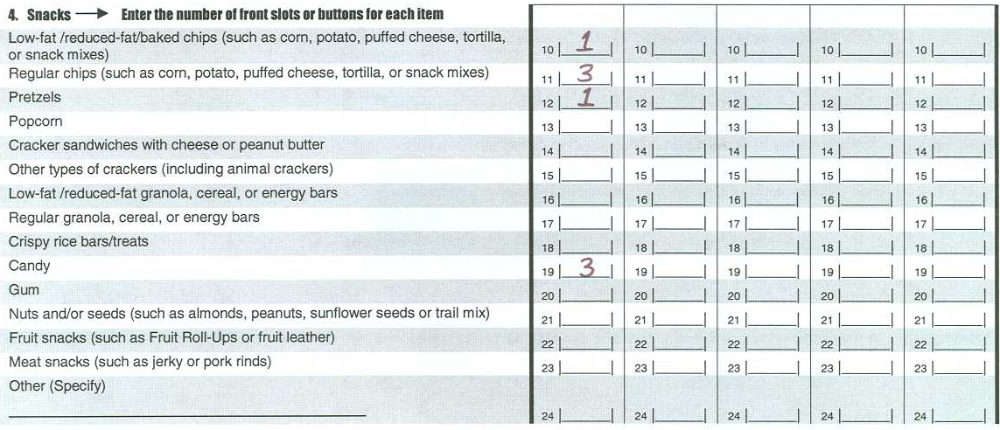 4. Snacks → Enter the number of front slots or buttons for each item
Low-fat /reduced-fat/baked chips (such as corn, potato, puffed cheese, tortilla,
or snack mixes) 10 1 10 10 10 10
Regular chips (such as corn, potato, puffed cheese, tortilla, or snack mixes) 11 3 11 11 11 11
Pretzels 12 1 12 12 12 12
Popcorn 13 13 13 13 13
Cracker sandwiches with cheese or peanut butter 14 14 14 14 14
Other types of crackers (including animal crackers) 15 15 15 15 15
Low-fat /reduced-fat granola, cereal, or energy bars 16 16 16 16 16
Regular granola, cereal, or energy bars 17 17 17 17 17
Crispy rice bars/treats 18 18 18 18 18
Candy 19 3 19 19 19 19
Gum 20 20 20 20 20
Nuts and/or seeds (such as almonds, peanuts, sunflower seeds or trail mix) 21 21 21 21 21
Fruit snacks (such as Fruit Roll-Ups or fruit leather) 22 22 22 22 22
Meat snacks (such as jerky or pork rinds) 23 23 23 23 23
Other (Specify)
24 24 24 24 24